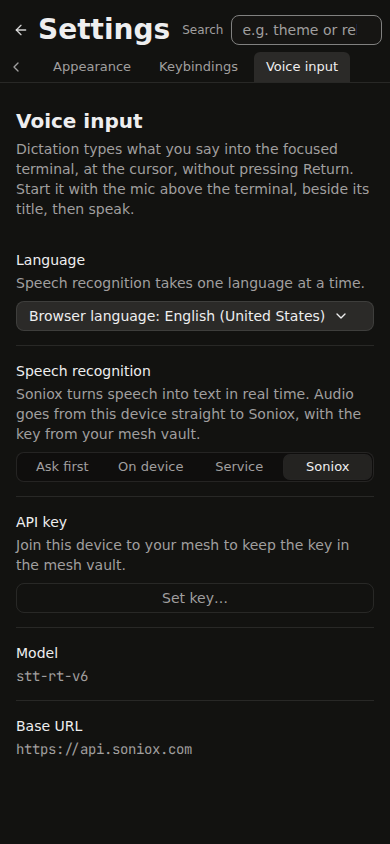 Settings
Search
e.g. theme or re
Appearance
Keybindings
Voice input
Voice input
Dictation types what you say into the focused
terminal, at the cursor, without pressing Return.
Start it with the mic above the terminal, beside its
title, then speak.
Language
Speech recognition takes one language at a time.
Browser language: English (United States)
Speech recognition
Soniox turns speech into text in real time. Audio
goes from this device straight to Soniox, with the
key from your mesh vault.
Ask first
On device
Service
Soniox
API key
Join this device to your mesh to keep the key in
the mesh vault.
Set key…
Model
stt-rt-v6
Base URL
https://api.soniox.com